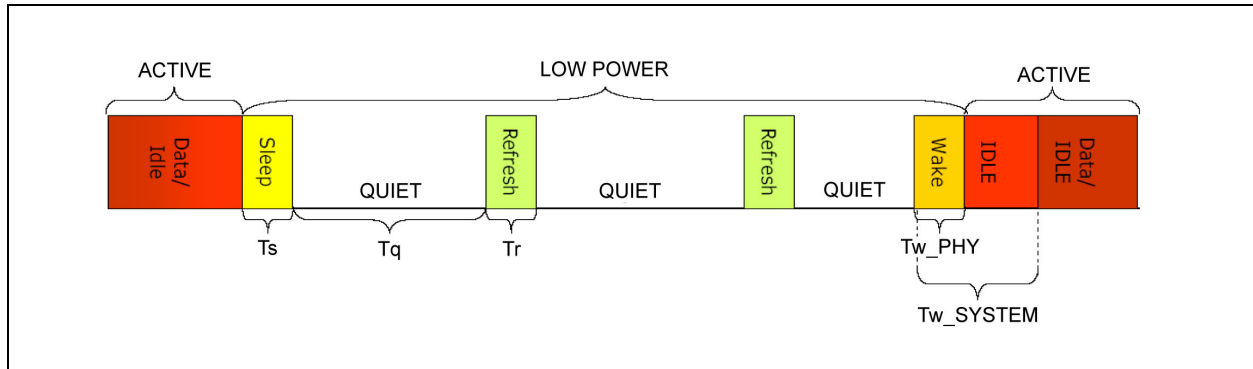 ACTIVE
LOW POWER
ACTIVE
Data/
Idle
Sleep
QUIET
Refresh
QUIET
Refresh
QUIET
Wake
IDLE
Data/
IDLE
Ts
Tq
Tr
Tw_PHY
Tw_SYSTEM